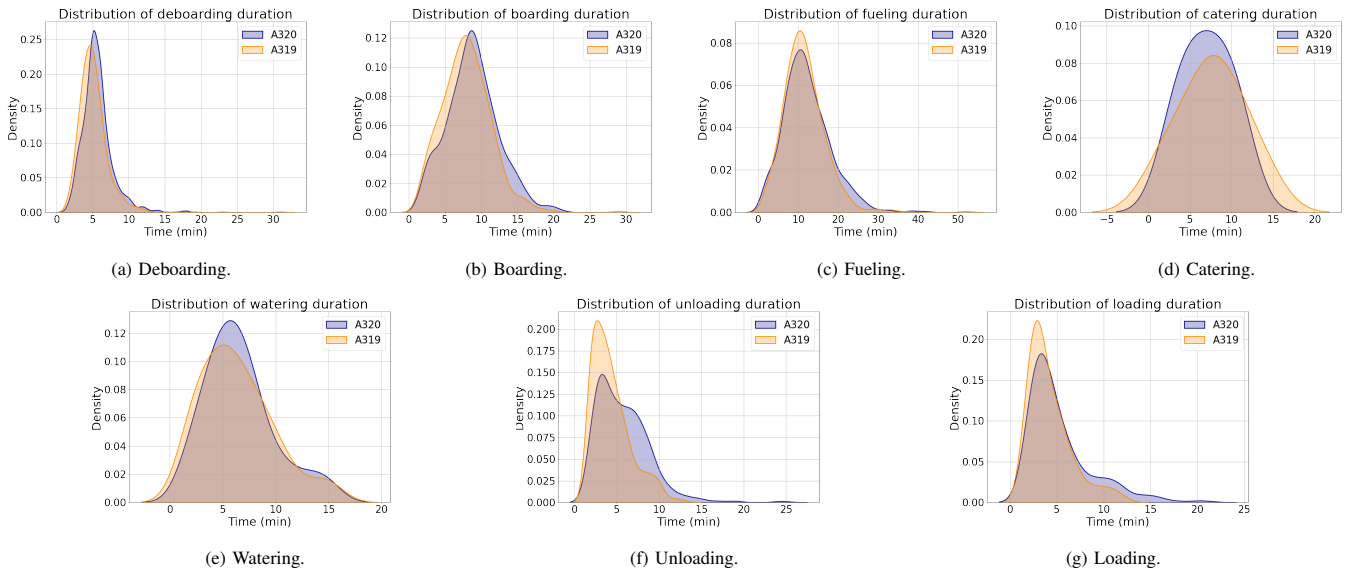 Distribution of deboarding duration
0.25
0.20
0.15
0.10
0.05
0.00
Density
A320
A319
0 5 10 15 20 25 30
Time (min)
(a) Deboarding.
Distribution of boarding duration
0.12
0.10
0.08
0.06
0.04
0.02
0.00
Density
A320
A319
0 5 10 15 20 25 30
Time (min)
(b) Boarding.
Distribution of fueling duration
0.08
0.06
0.04
0.02
0.00
Density
A320
A319
0 10 20 30 40 50
Time (min)
(c) Fueling.
Distribution of catering duration
0.10
0.08
0.06
0.04
0.02
0.00
Density
A320
A319
−5 0 5 10 15 20
Time (min)
(d) Catering.
Distribution of watering duration
0.12
0.10
0.08
0.06
0.04
0.02
0.00
Density
A320
A319
0 5 10 15 20
Time (min)
(e) Watering.
Distribution of unloading duration
0.200
0.175
0.150
0.125
0.100
0.075
0.050
0.025
0.000
Density
A320
A319
0 5 10 15 20 25
Time (min)
(f) Unloading.
Distribution of loading duration
0.20
0.15
0.10
0.05
0.00
Density
A320
A319
0 5 10 15 20 25
Time (min)
(g) Loading.